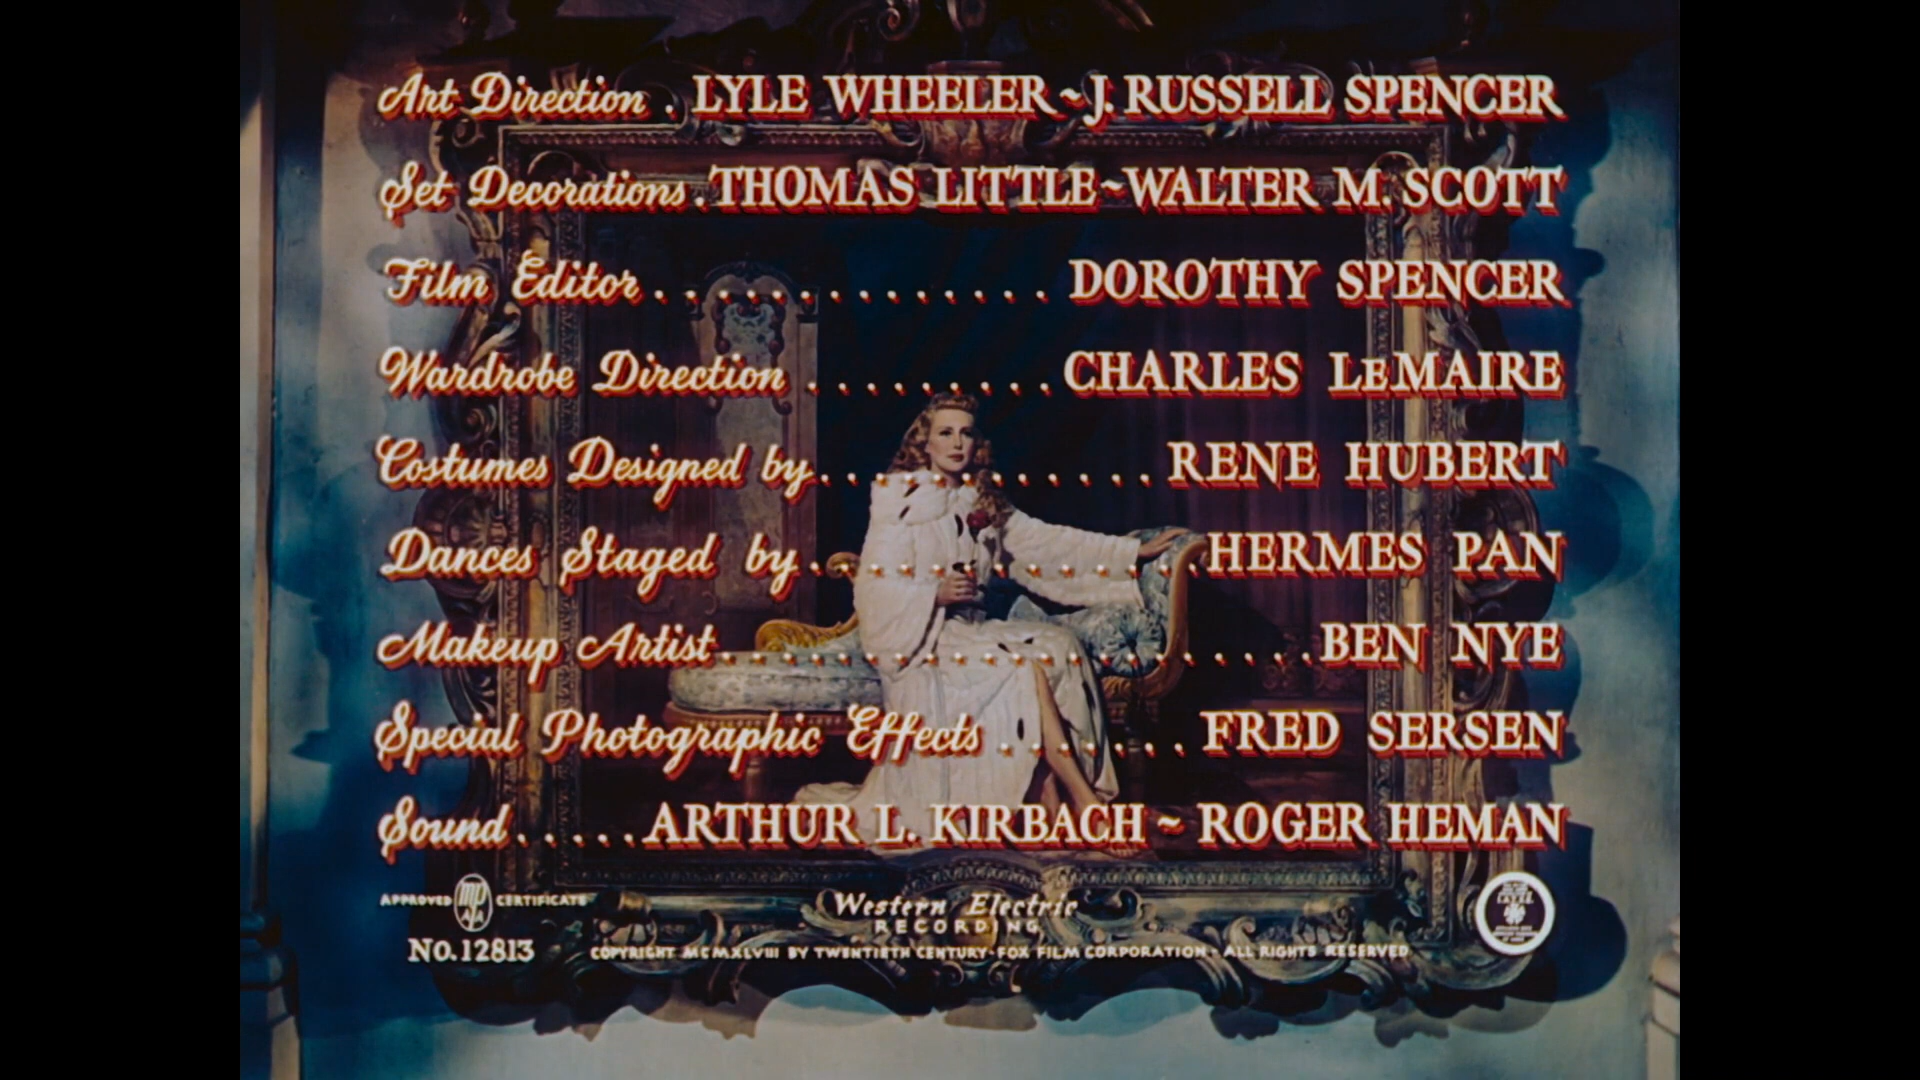 Art Direction . LYLE WHEELER ~ J. RUSSELL SPENCER
Set Decorations . THOMAS LITTLE ~ WALTER M. SCOTT
Film Editor . . . . . . . . . . . . . . DOROTHY SPENCER
Wardrobe Direction . . . . . . . . . CHARLES LeMAIRE
Costumes Designed by . . . . . . . . . . . . RENE HUBERT
Dances Staged by . . . . . . . . . . . . . HERMES PAN
Makeup Artist . . . . . . . . . . . . . . . . . . . . . BEN NYE
Special Photographic Effects . . . . . . . FRED SERSEN
Sound . . . . . ARTHUR L. KIRBACH ~ ROGER HEMAN
APPROVED MPAA CERTIFICATE
No. 12813
Western Electric
RECORDING
COPYRIGHT MCMXLVIII BY TWENTIETH CENTURY-FOX FILM CORPORATION - ALL RIGHTS RESERVED